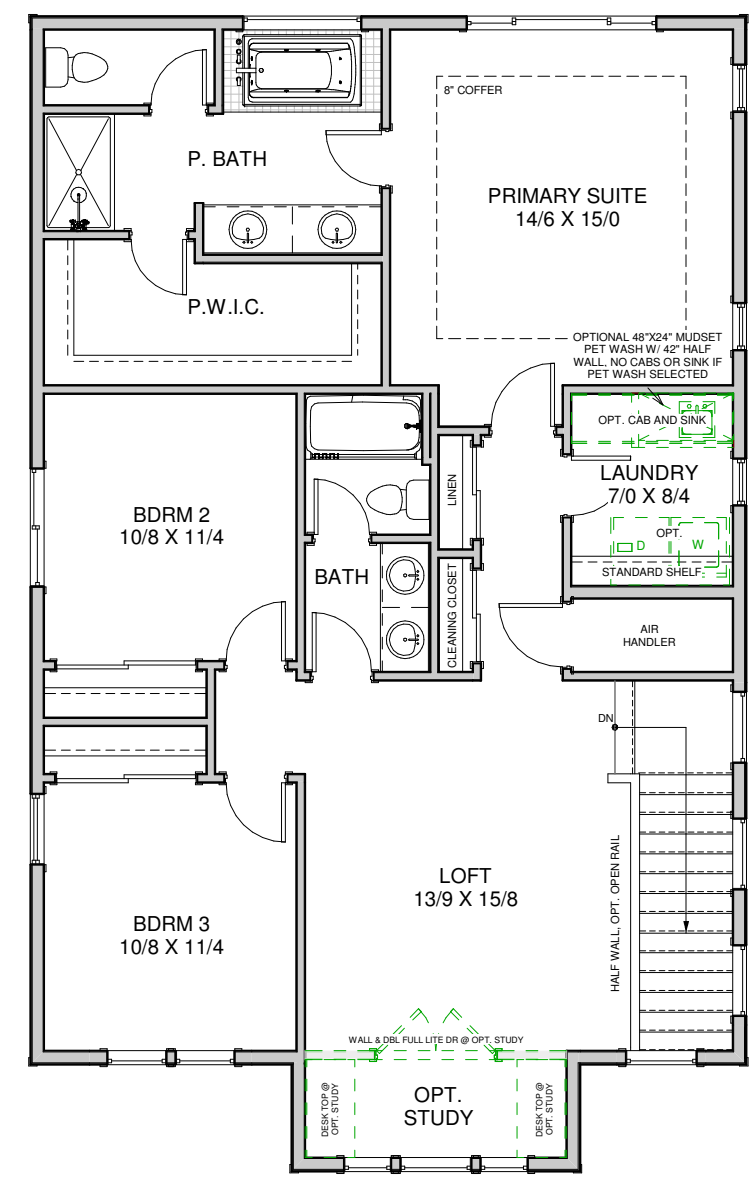 8" COFFER
P. BATH
PRIMARY SUITE
14/6 X 15/0
P.W.I.C.
OPTIONAL 48"X24" MUDSET
PET WASH W/ 42" HALF
WALL, NO CABS OR SINK IF
PET WASH SELECTED
OPT. CAB AND SINK
LINEN
LAUNDRY
7/0 X 8/4
BDRM 2
10/8 X 11/4
OPT.
D
W
BATH
STANDARD SHELF
CLEANING CLOSET
AIR
HANDLER
DN
LOFT
13/9 X 15/8
HALF WALL, OPT. OPEN RAIL
BDRM 3
10/8 X 11/4
WALL & DBL FULL LITE DR @ OPT. STUDY
DESK TOP @
OPT. STUDY
OPT.
STUDY
DESK TOP @
OPT. STUDY